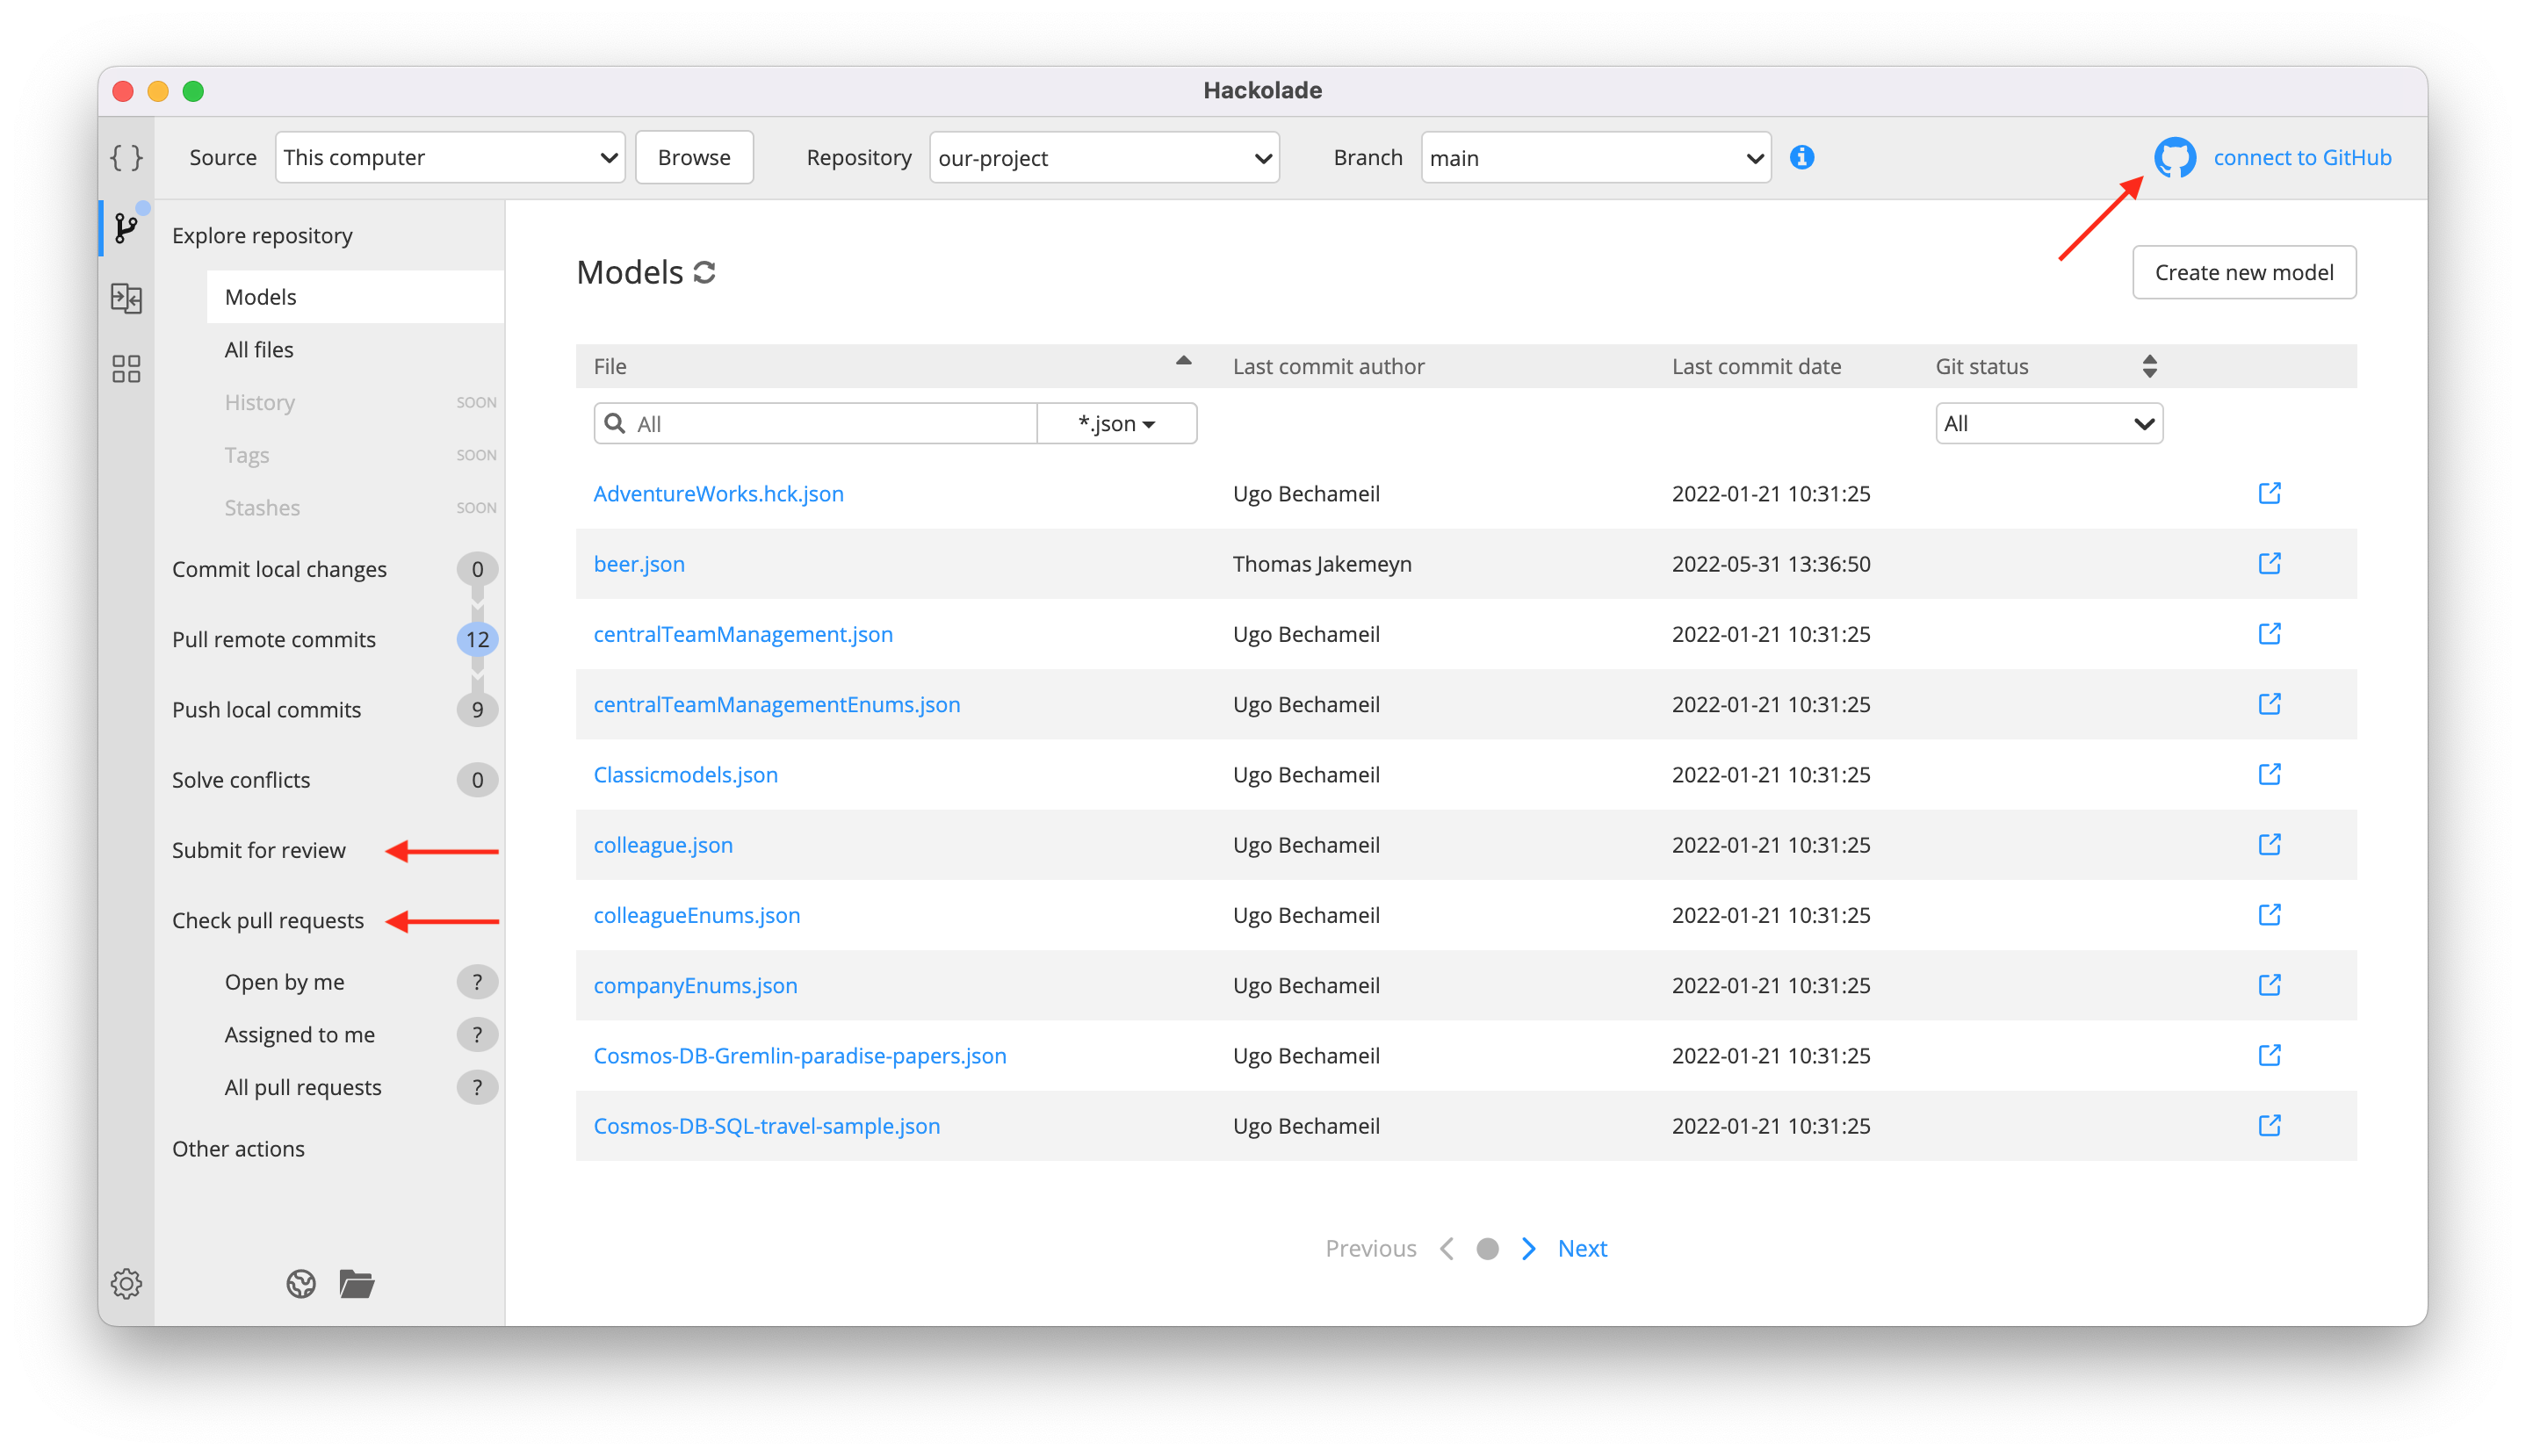 Hackolade
Source This computer Browse Repository our-project Branch main connect to GitHub
Explore repository
Models
All files
History SOON
Tags SOON
Stashes SOON
Commit local changes 0
Pull remote commits 12
Push local commits 9
Solve conflicts 0
Submit for review
Check pull requests
Open by me ?
Assigned to me ?
All pull requests ?
Other actions
Models
Create new model
File Last commit author Last commit date Git status
All *.json All
AdventureWorks.hck.json Ugo Bechameil 2022-01-21 10:31:25
beer.json Thomas Jakemeyn 2022-05-31 13:36:50
centralTeamManagement.json Ugo Bechameil 2022-01-21 10:31:25
centralTeamManagementEnums.json Ugo Bechameil 2022-01-21 10:31:25
Classicmodels.json Ugo Bechameil 2022-01-21 10:31:25
colleague.json Ugo Bechameil 2022-01-21 10:31:25
colleagueEnums.json Ugo Bechameil 2022-01-21 10:31:25
companyEnums.json Ugo Bechameil 2022-01-21 10:31:25
Cosmos-DB-Gremlin-paradise-papers.json Ugo Bechameil 2022-01-21 10:31:25
Cosmos-DB-SQL-travel-sample.json Ugo Bechameil 2022-01-21 10:31:25
Previous Next